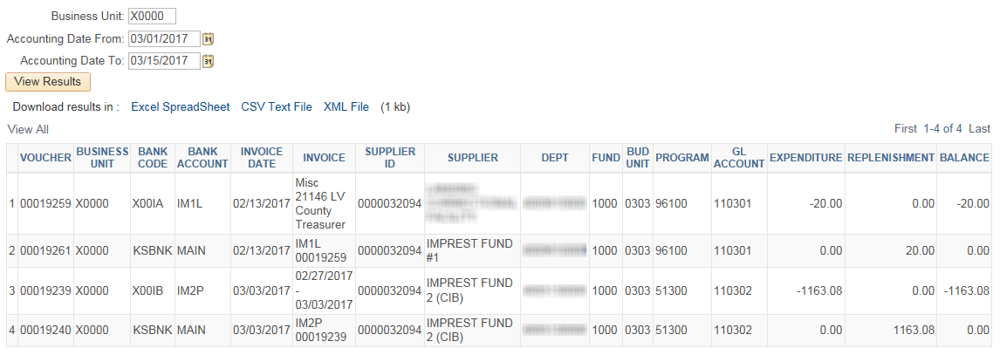 Business Unit: X0000
Accounting Date From: 03/01/2017
Accounting Date To: 03/15/2017
View Results
Download results in : Excel SpreadSheet CSV Text File XML File (1 kb)
View All First 1-4 of 4 Last
VOUCHER BUSINESS UNIT BANK CODE BANK ACCOUNT INVOICE DATE INVOICE SUPPLIER ID SUPPLIER DEPT FUND BUD UNIT PROGRAM GL ACCOUNT EXPENDITURE REPLENISHMENT BALANCE
1 00019259 X0000 X00IA IM1L 02/13/2017 Misc 21146 LV County Treasurer 0000032094 1000 0303 96100 110301 -20.00 0.00 -20.00
2 00019261 X0000 KSBNK MAIN 02/13/2017 IM1L 00019259 0000032094 IMPREST FUND #1 1000 0303 96100 110301 0.00 20.00 0.00
3 00019239 X0000 X00IB IM2P 03/03/2017 02/27/2017 - 03/03/2017 0000032094 IMPREST FUND 2 (CIB) 1000 0303 51300 110302 -1163.08 0.00 -1163.08
4 00019240 X0000 KSBNK MAIN 03/03/2017 IM2P 00019239 0000032094 IMPREST FUND 2 (CIB) 1000 0303 51300 110302 0.00 1163.08 0.00